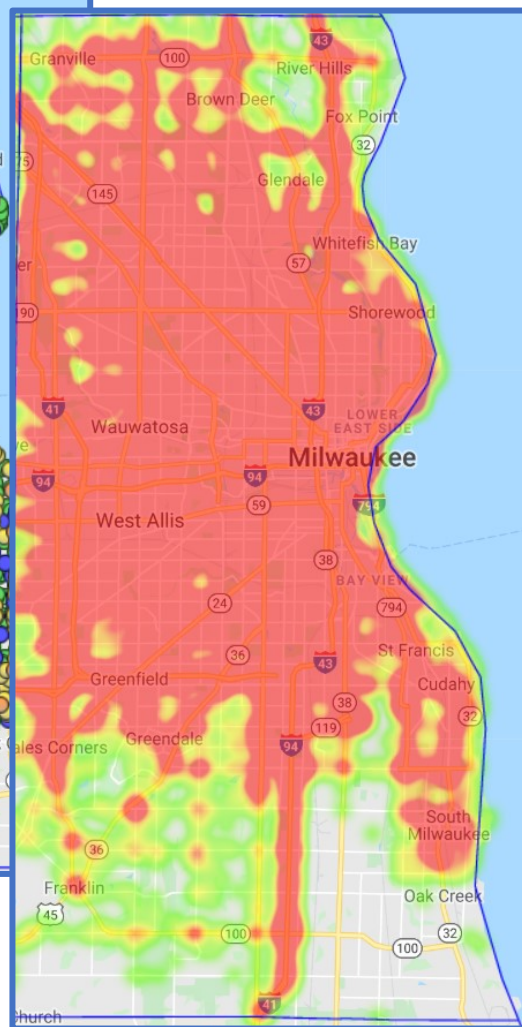 43
Granville
100
River Hills
Brown Deer
Fox Point
32
75
145
Glendale
Whitefish Bay
57
er
190
Shorewood
41
43
LOWER
EAST SIDE
Wauwatosa
Milwaukee
94
94
59
794
West Allis
38
BAY VIEW
24
794
36
St Francis
43
Greenfield
Cudahy
38
32
119
Greendale
ales Corners
94
South
Milwaukee
36
Franklin
Oak Creek
45
100
32
100
41
Church